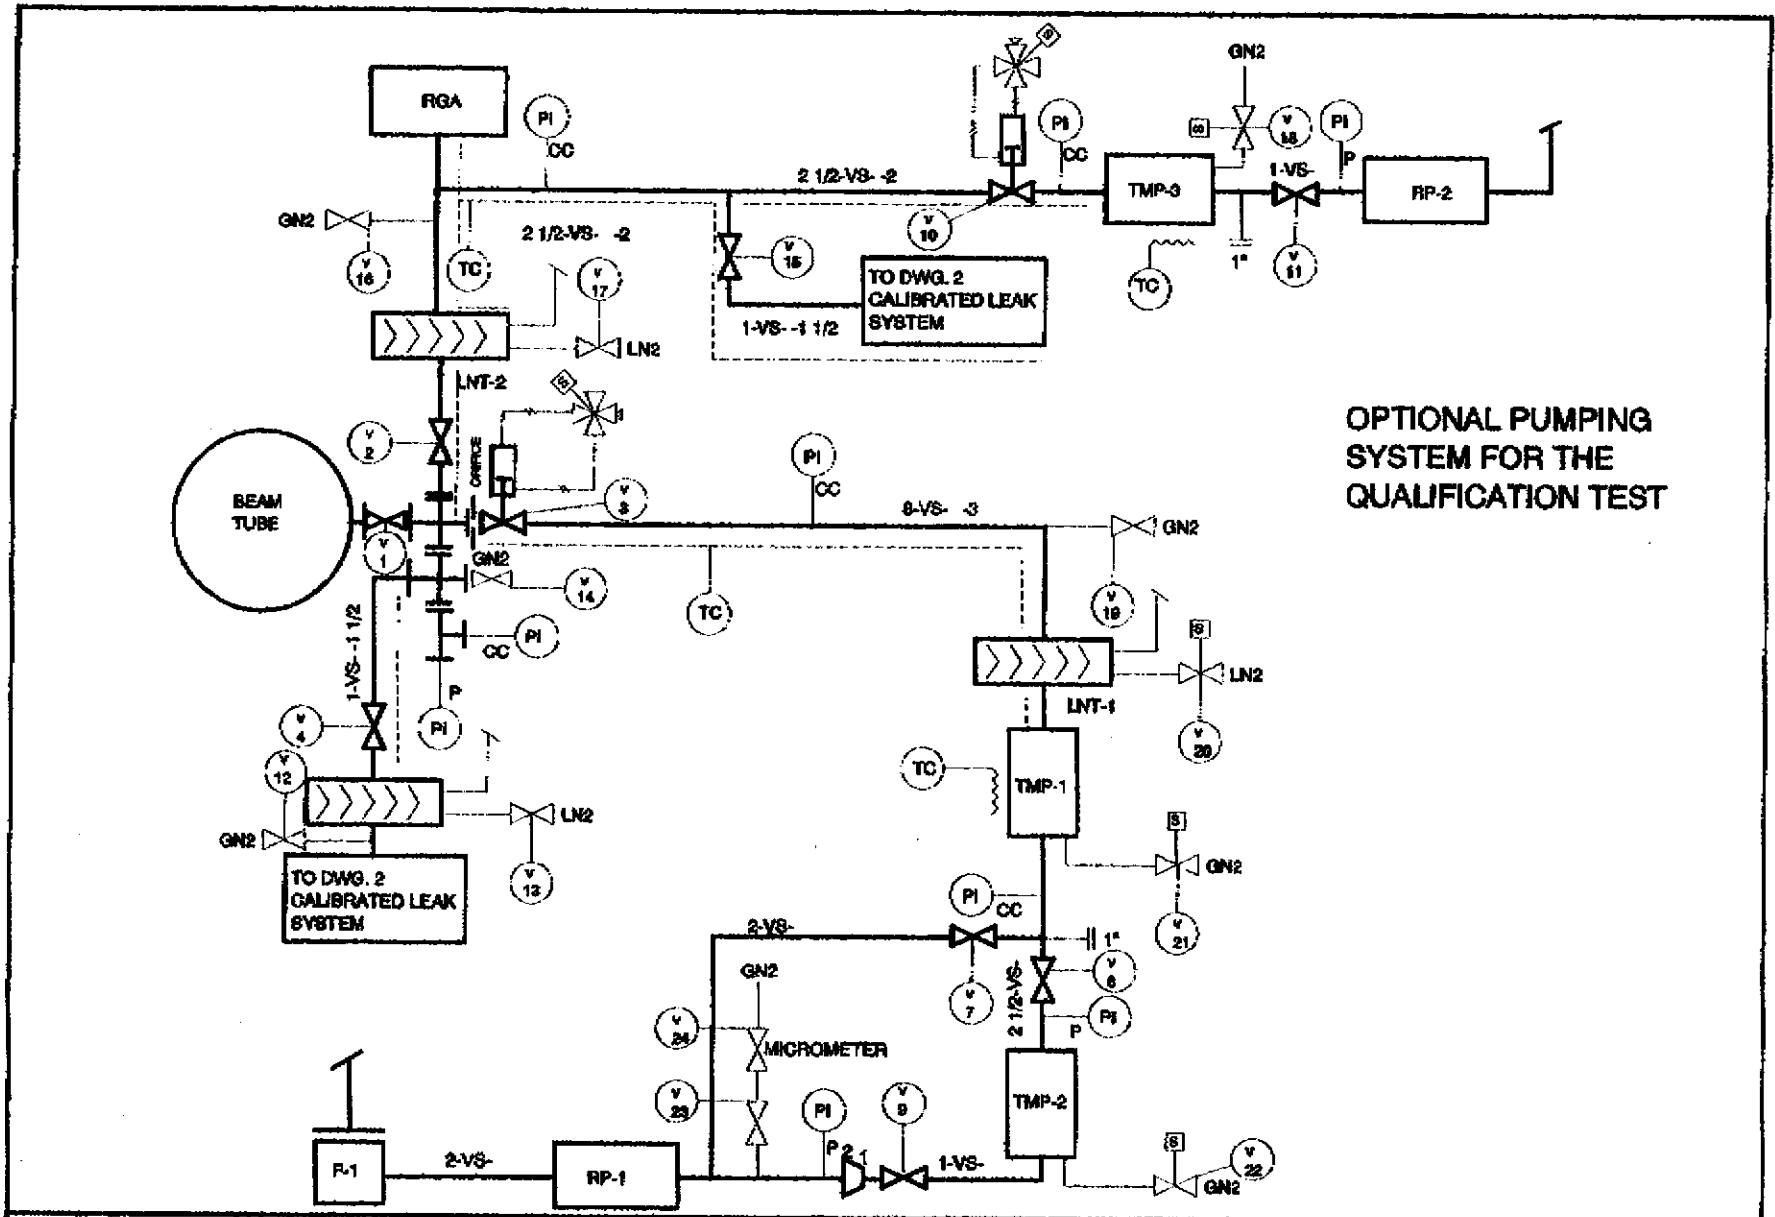 RGA
PI
CC
S
PI
CC
GN2
S
V
18
PI
P
1-VS-
2 1/2-VS- -2
TMP-3
RP-2
GN2
V
16
TC
2 1/2-VS- -2
V
17
V
15
V
10
1"
V
11
TC
TO DWG. 2
CALIBRATED LEAK
SYSTEM
1-VS- -1 1/2
LN2
LNT-2
S
OPTIONAL PUMPING
SYSTEM FOR THE
QUALIFICATION TEST
V
2
ORIFICE
PI
CC
V
3
BEAM
TUBE
8-VS- -3
GN2
V
1
GN2
V
14
TC
V
19
1-VS- -1 1/2
CC
PI
S
LN2
P
LNT-1
V
4
PI
V
20
V
12
TC
TMP-1
LN2
GN2
S
GN2
V
13
TO DWG. 2
CALIBRATED LEAK
SYSTEM
PI
CC
2-VS-
1"
V
21
GN2
V
7
2 1/2-VS-
V
6
PI
P
V
24
MICROMETER
V
23
PI
V
9
TMP-2
P
2
1
1-VS-
S
V
22
GN2
2-VS-
RP-1